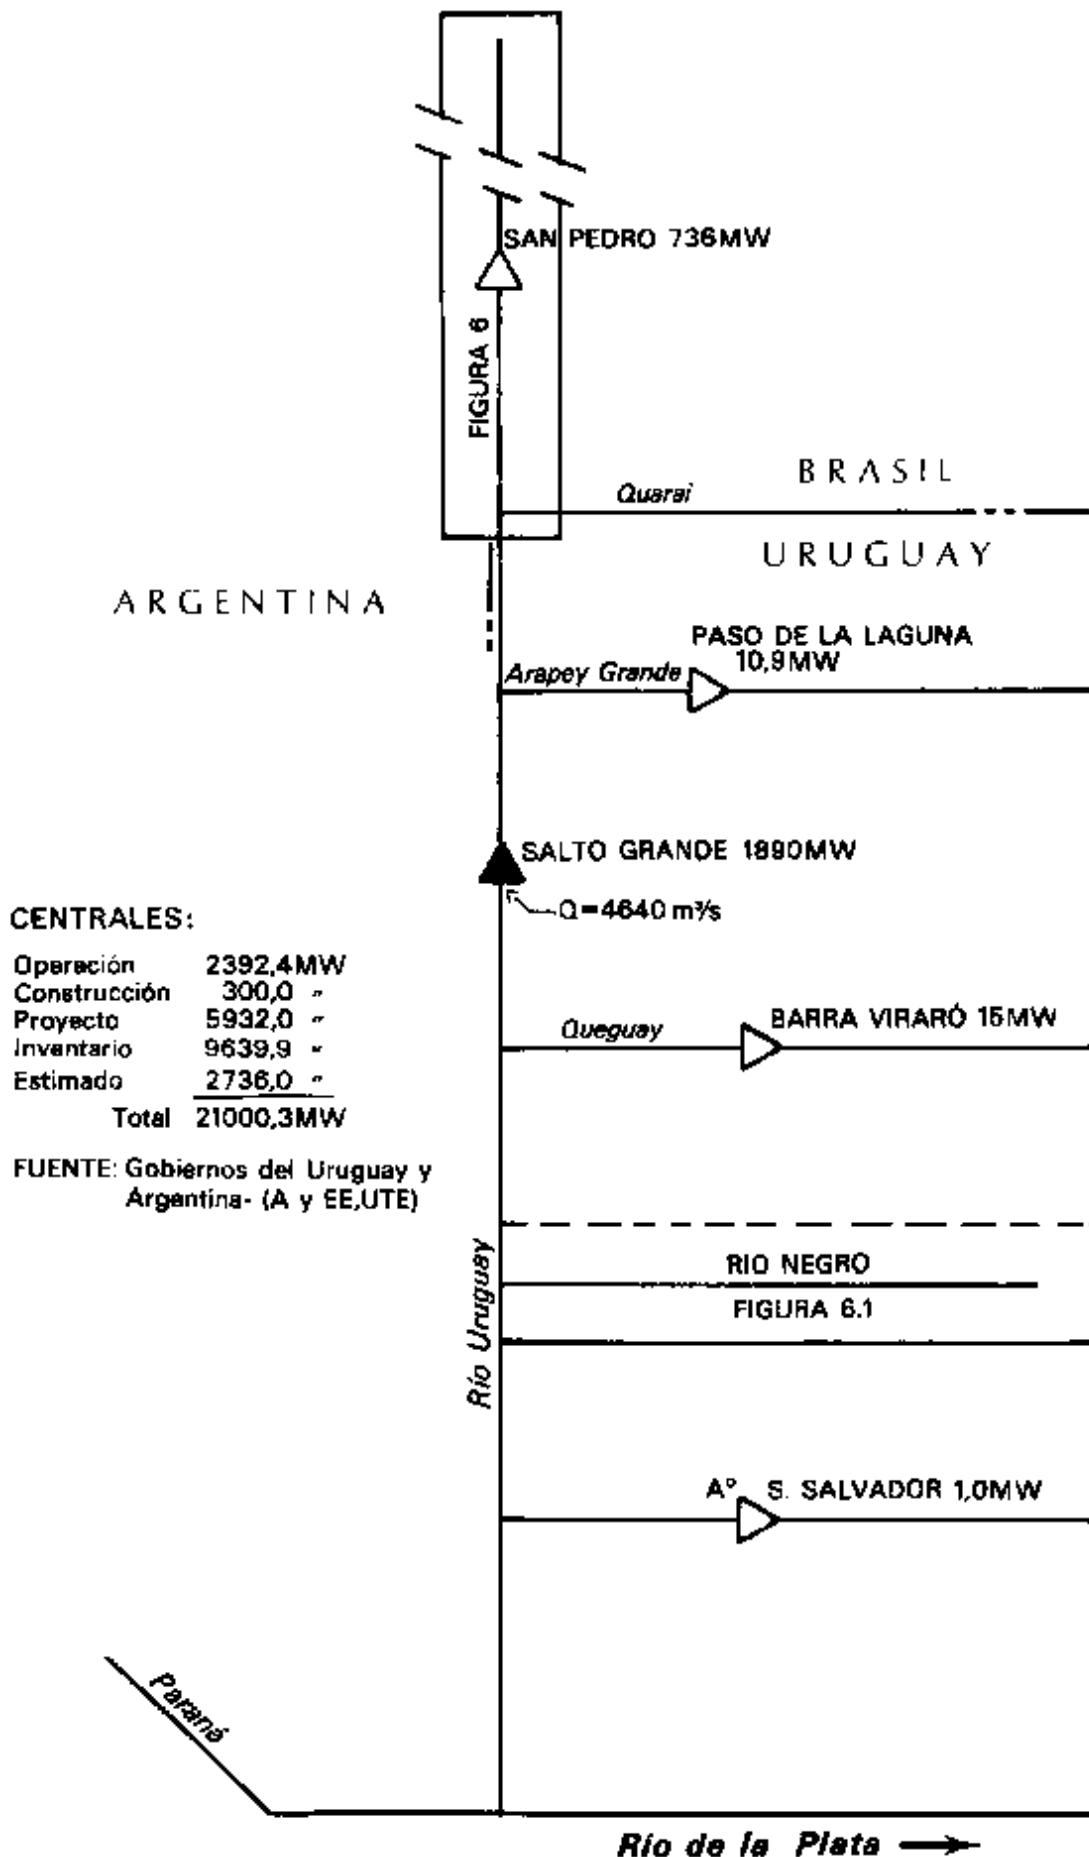 SAN PEDRO 736MW
FIGURA 6
BRASIL
Quarai
URUGUAY
ARGENTINA
PASO DE LA LAGUNA
10,9MW
Arapey Grande
SALTO GRANDE 1890MW
Q=4640 m³/s
CENTRALES:
Operación 2392,4MW
Construcción 300,0 "
Proyecto 5932,0 "
Inventario 9639,9 "
Estimado 2736,0 "
Total 21000,3MW
FUENTE: Gobiernos del Uruguay y
Argentina- (A y EE,UTE)
BARRA VIRARÓ 15MW
Queguay
RIO NEGRO
FIGURA 6.1
Río Uruguay
A° S. SALVADOR 1,0MW
Paraná
Río de la Plata